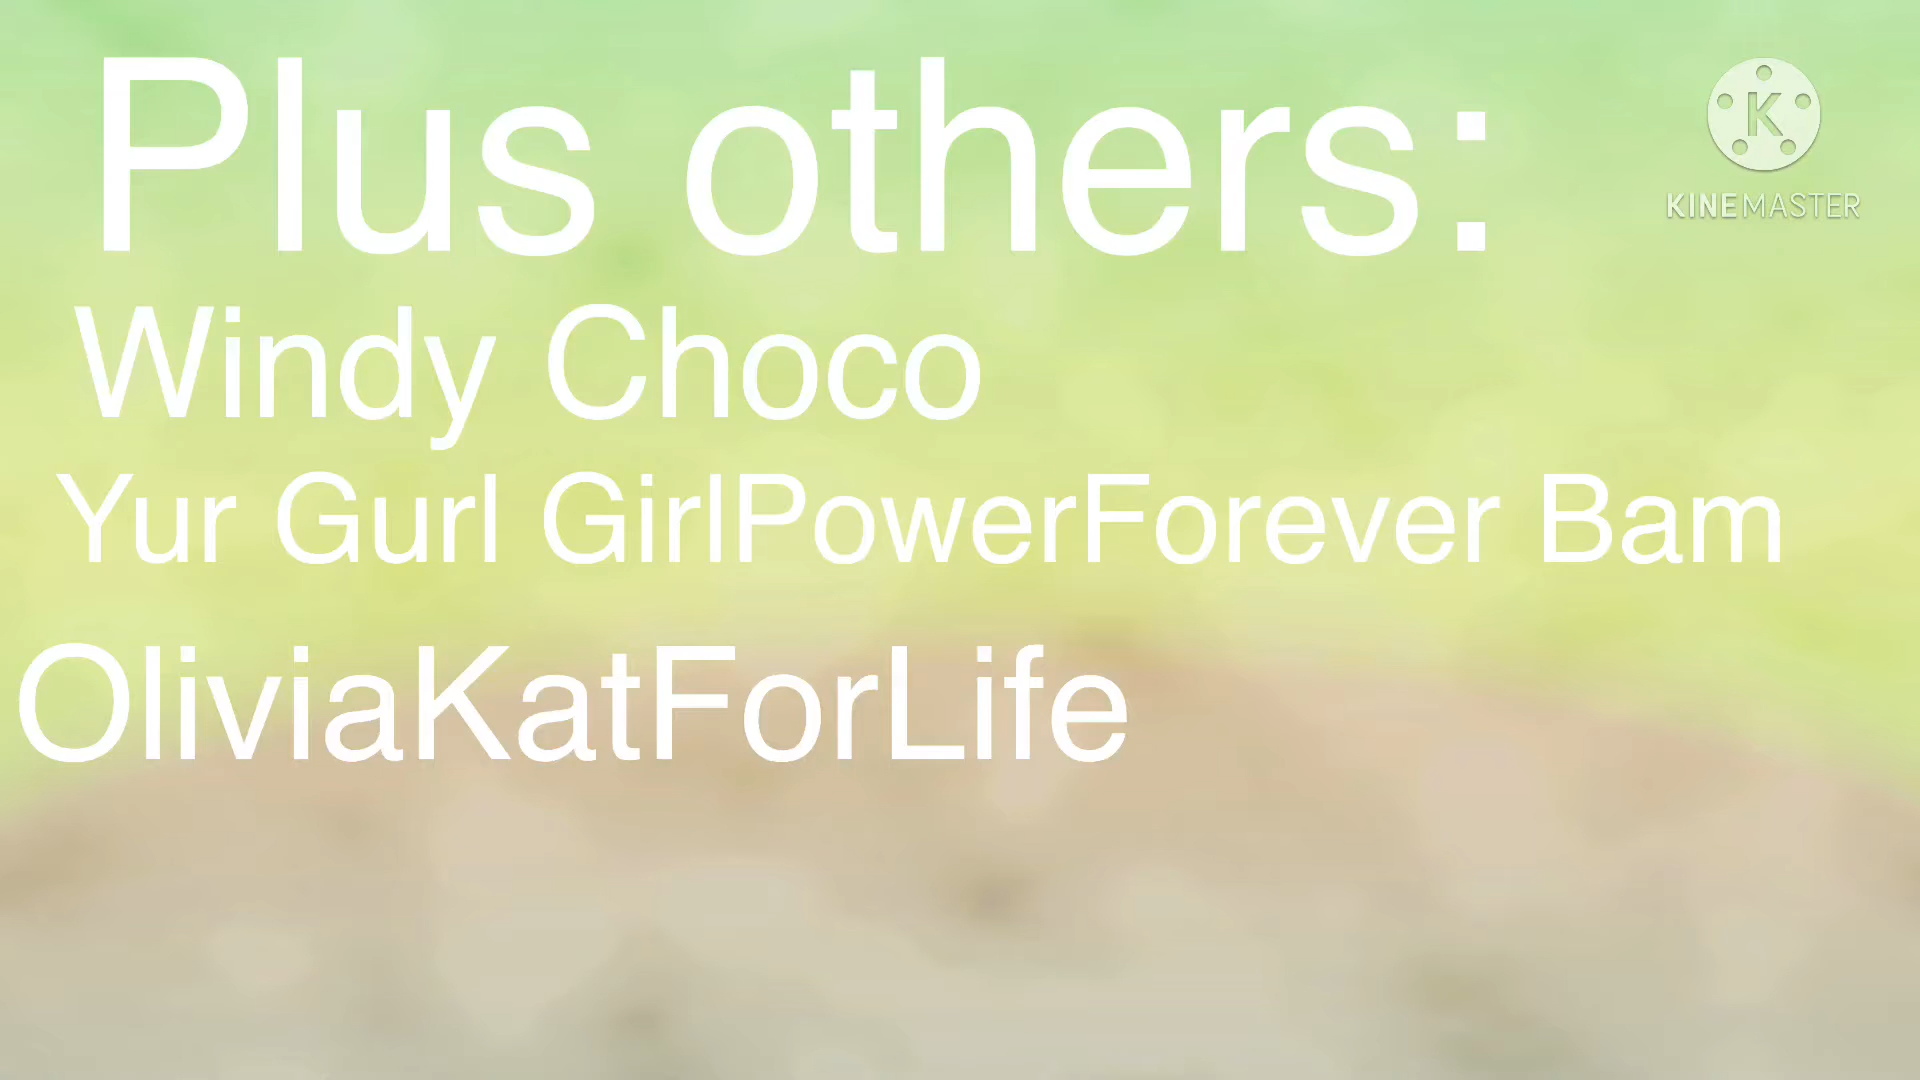 Plus others:
K
KINEMASTER
Windy Choco
Yur Gurl GirlPowerForever Bam
OliviaKatForLife